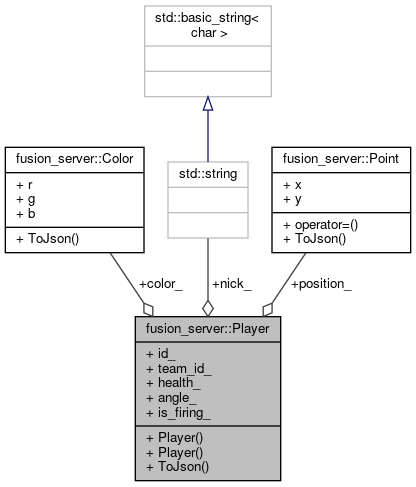 std::basic_string<
char >
fusion_server::Color
+ r
+ g
+ b
+ ToJson()
std::string
fusion_server::Point
+ x
+ y
+ operator=()
+ ToJson()
+color_
+nick_
+position_
fusion_server::Player
+ id_
+ team_id_
+ health_
+ angle_
+ is_firing_
+ Player()
+ Player()
+ ToJson()